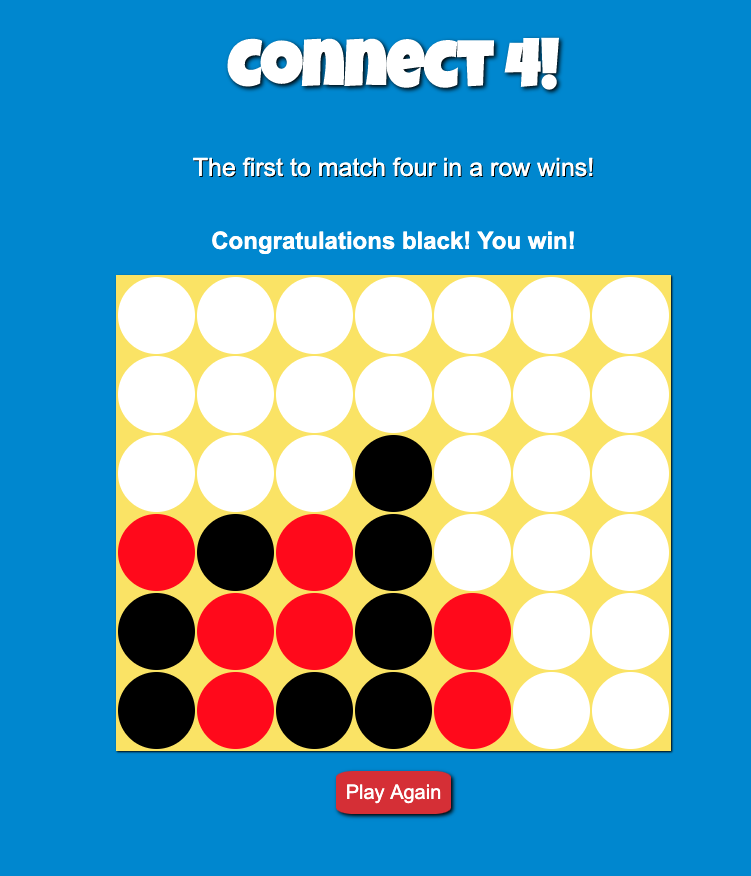 connect 4!
The first to match four in a row wins!
Congratulations black! You win!
Play Again